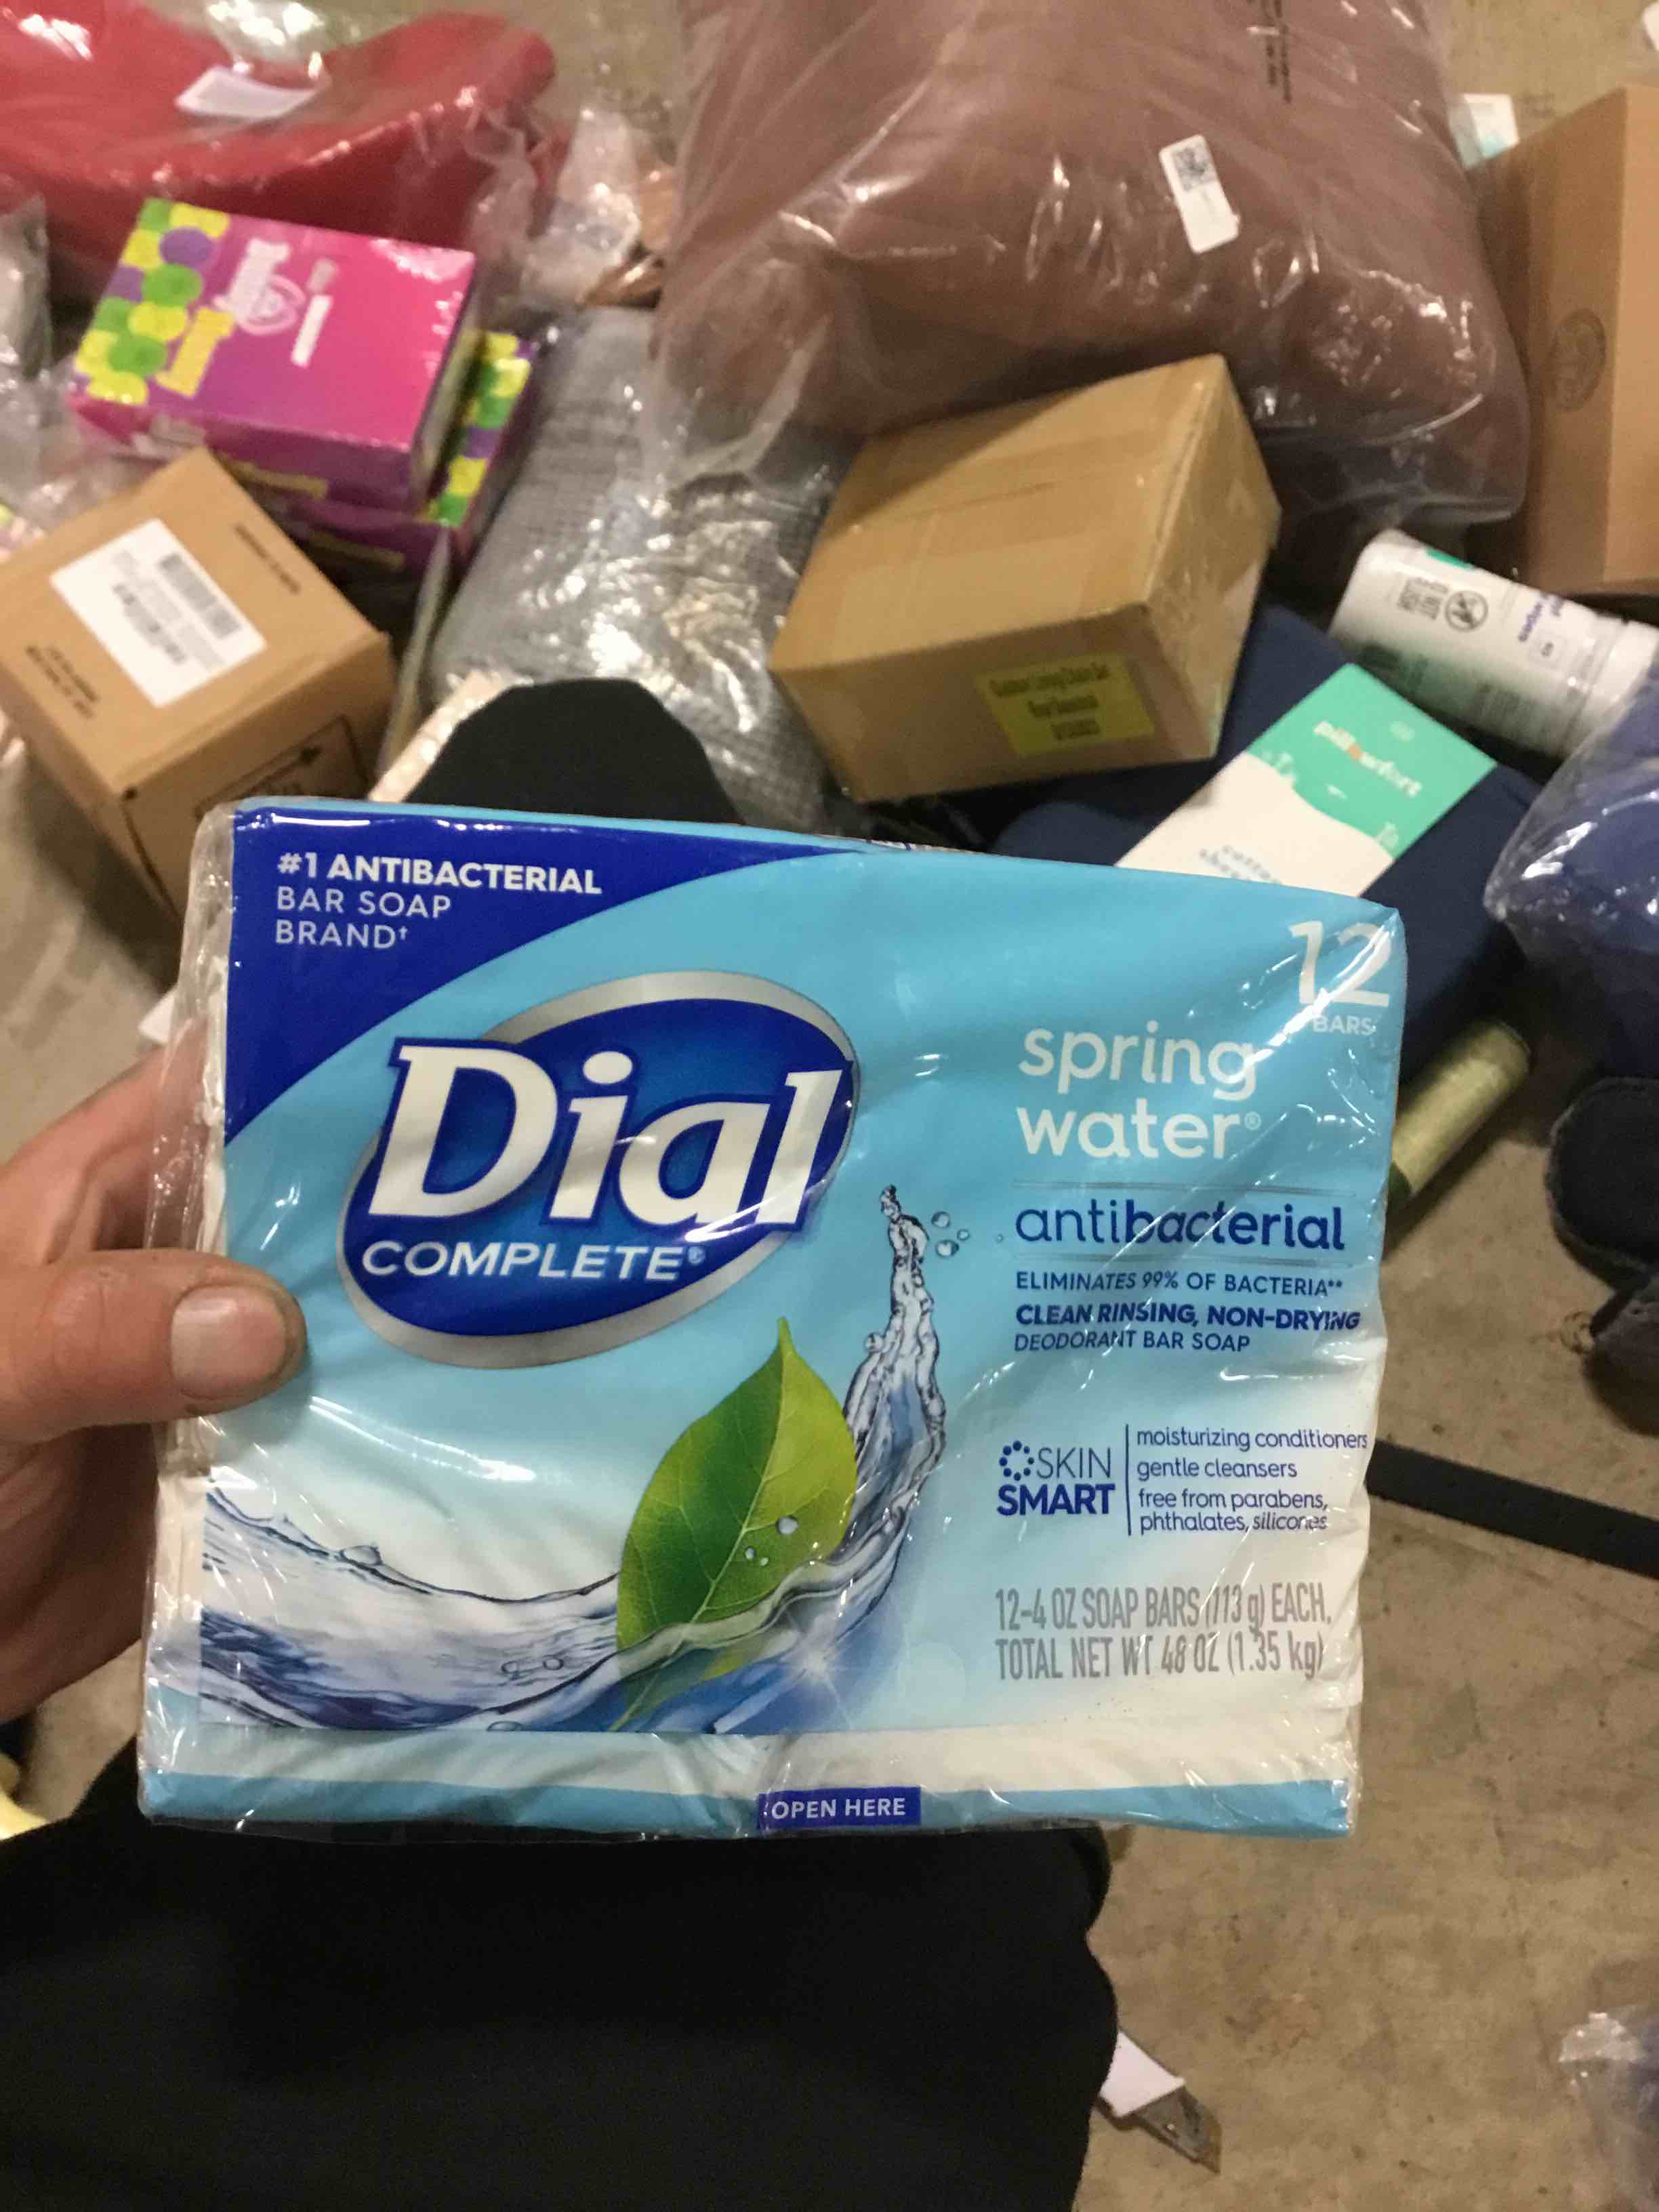 pillowfort
#1 ANTIBACTERIAL
BAR SOAP
BRAND†
Dial
COMPLETE®
12
BARS
spring
water®
antibacterial
ELIMINATES 99% OF BACTERIA**
CLEAN RINSING, NON-DRYING
DEODORANT BAR SOAP
SKIN
SMART
moisturizing conditioners
gentle cleansers
free from parabens,
phthalates, silicones
12-4 OZ SOAP BARS (113 g) EACH,
TOTAL NET WT 48 OZ (1.35 kg)
OPEN HERE